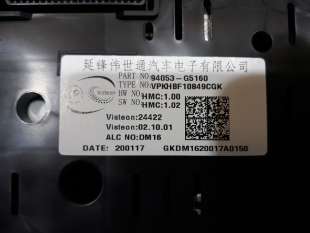 延锋伟世通汽车电子有限公司
PART NO: 94053-G5160
TYPE NO: VPKHBF10849CGK
HW NO: HMC:1.00
SW NO: HMC:1.02
Visteon: 24422
Visteon: 02.10.01
ALC NO: DM16
DATE: 200117 GKDM1620017A0150